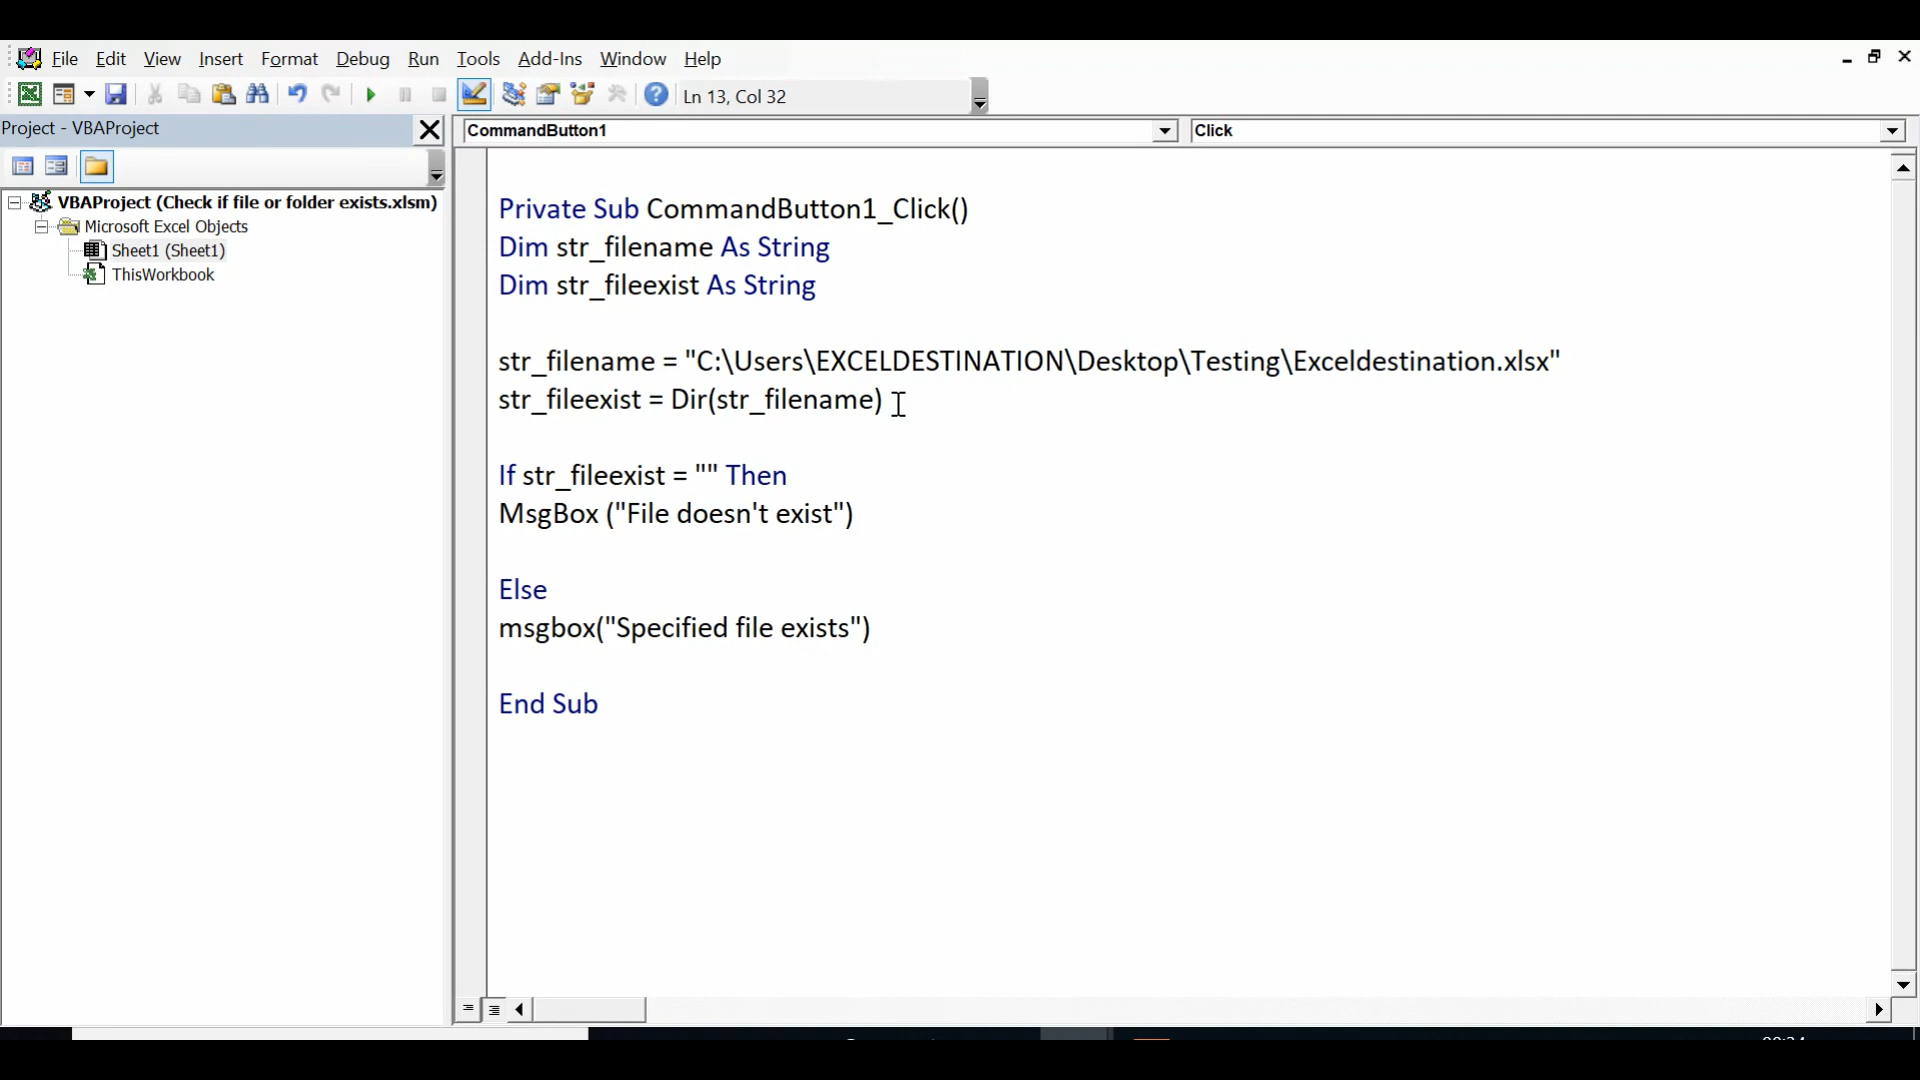 File Edit View Insert Format Debug Run Tools Add-Ins Window Help
Ln 13, Col 32
Project - VBAProject
CommandButton1
Click
VBAProject (Check if file or folder exists.xlsm)
Microsoft Excel Objects
Sheet1 (Sheet1)
ThisWorkbook
Private Sub CommandButton1_Click()
Dim str_filename As String
Dim str_fileexist As String
str_filename = "C:\Users\EXCELDESTINATION\Desktop\Testing\Exceldestination.xlsx"
str_fileexist = Dir(str_filename)
If str_fileexist = "" Then
MsgBox ("File doesn't exist")
Else
msgbox("Specified file exists")
End Sub